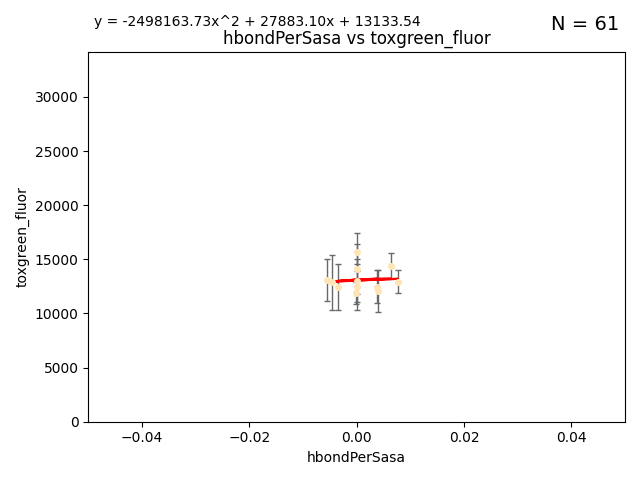 y = -2498163.73x^2 + 27883.10x + 13133.54
N = 61
hbondPerSasa vs toxgreen_fluor
30000
25000
20000
15000
10000
5000
0
toxgreen_fluor
−0.04
−0.02
0.00
0.02
0.04
hbondPerSasa